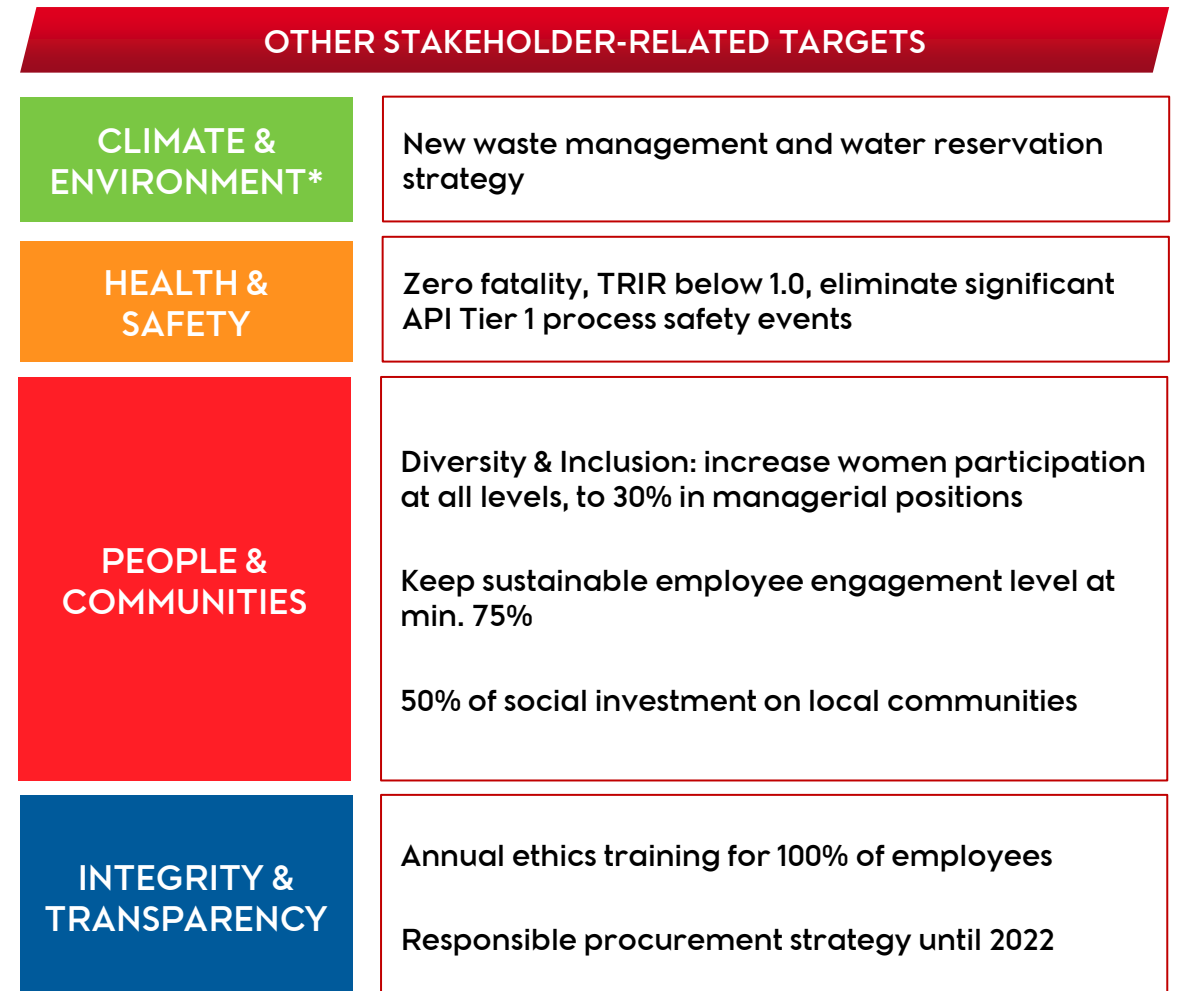 OTHER STAKEHOLDER-RELATED TARGETS
CLIMATE &
ENVIRONMENT*
New waste management and water reservation
strategy
HEALTH &
SAFETY
Zero fatality, TRIR below 1.0, eliminate significant
API Tier 1 process safety events
PEOPLE &
COMMUNITIES
Diversity & Inclusion: increase women participation
at all levels, to 30% in managerial positions
Keep sustainable employee engagement level at
min. 75%
50% of social investment on local communities
INTEGRITY &
TRANSPARENCY
Annual ethics training for 100% of employees
Responsible procurement strategy until 2022